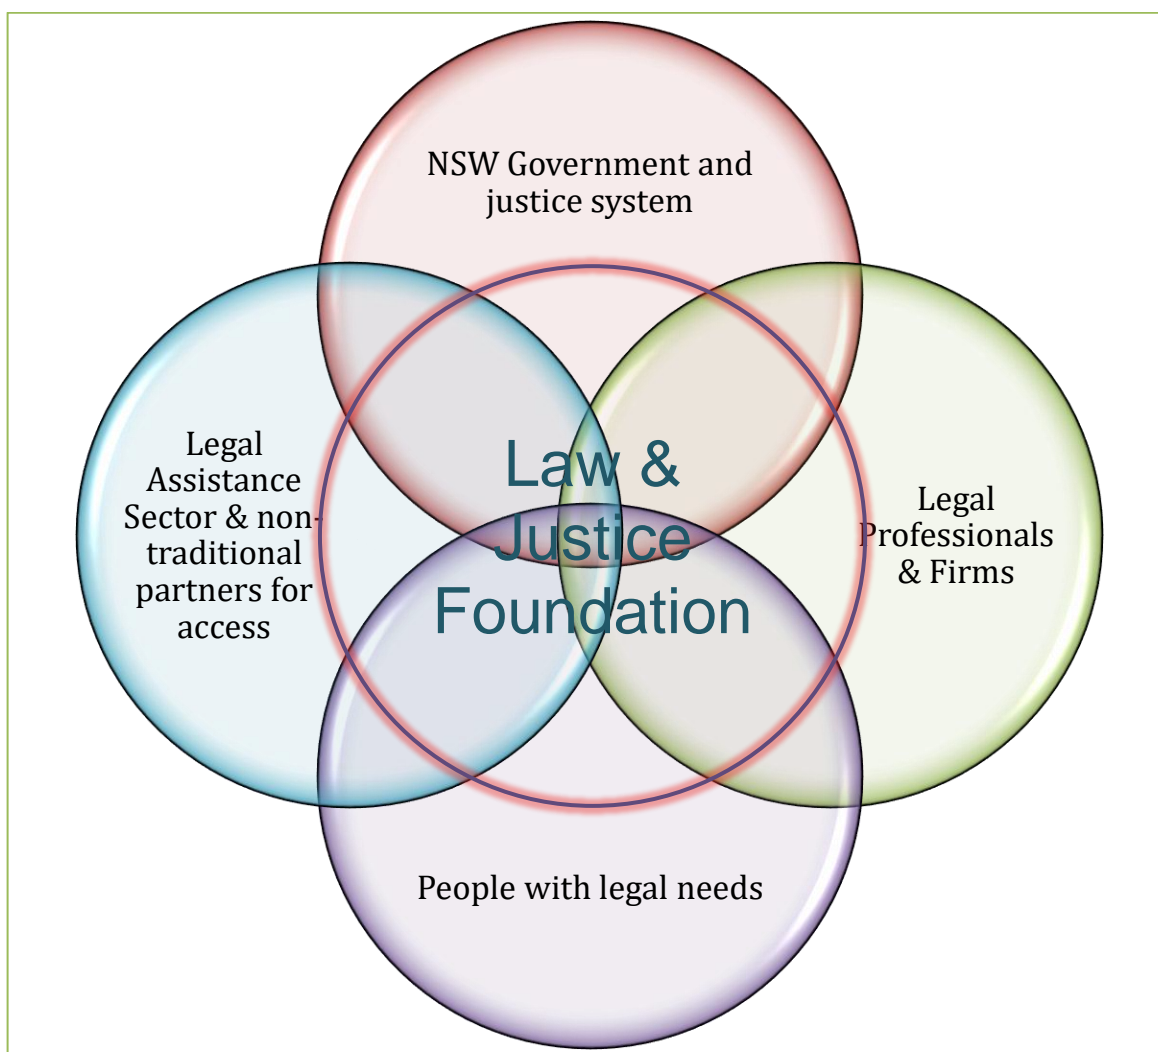 NSW Government and
justice system
Legal
Assistance
Sector & non-
traditional
partners for
access
Law &
Justice
Foundation
Legal
Professionals
& Firms
People with legal needs